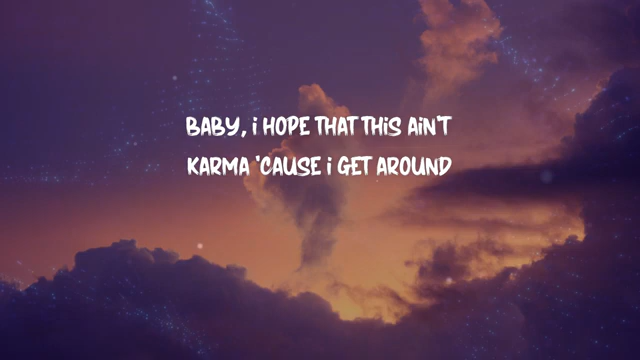 BABY, i HOPE THAT THiS AiN'T
KARMA 'CAUSE i GET AROUND